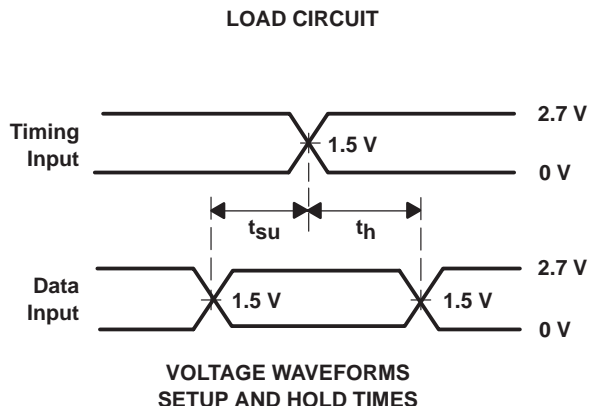 LOAD CIRCUIT
Timing
Input
2.7 V
1.5 V
0 V
tsu
th
Data
Input
2.7 V
1.5 V
1.5 V
0 V
VOLTAGE WAVEFORMS
SETUP AND HOLD TIMES